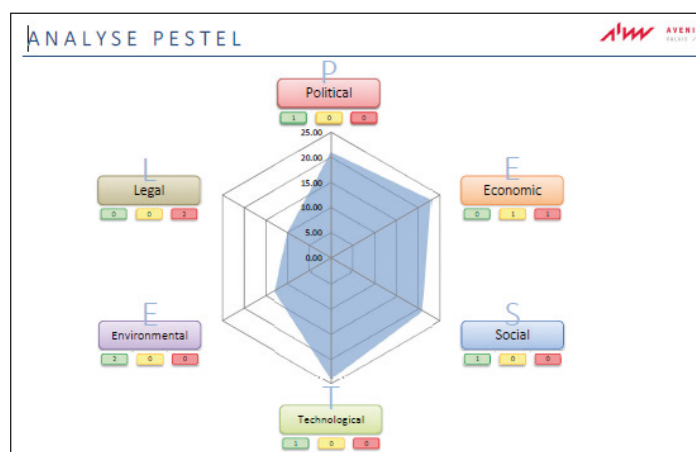 ANALYSE PESTEL
AVENI
P
Political
1 0 0
25.00
20.00
15.00
10.00
5.00
0.00
L
Legal
0 0 2
E
Economic
0 1 1
E
Environmental
2 0 0
S
Social
1 0 0
T
Technological
1 0 0